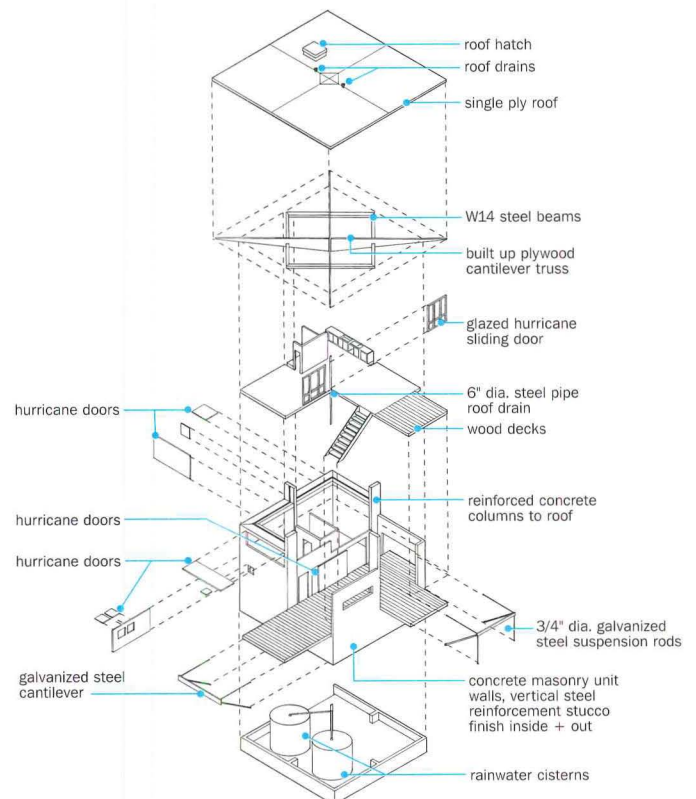 roof hatch
roof drains
single ply roof
W14 steel beams
built up plywood
cantilever truss
glazed hurricane
sliding door
6" dia. steel pipe
roof drain
wood decks
hurricane doors
reinforced concrete
columns to roof
hurricane doors
hurricane doors
3/4" dia. galvanized
steel suspension rods
galvanized steel
cantilever
concrete masonry unit
walls, vertical steel
reinforcement stucco
finish inside + out
rainwater cisterns